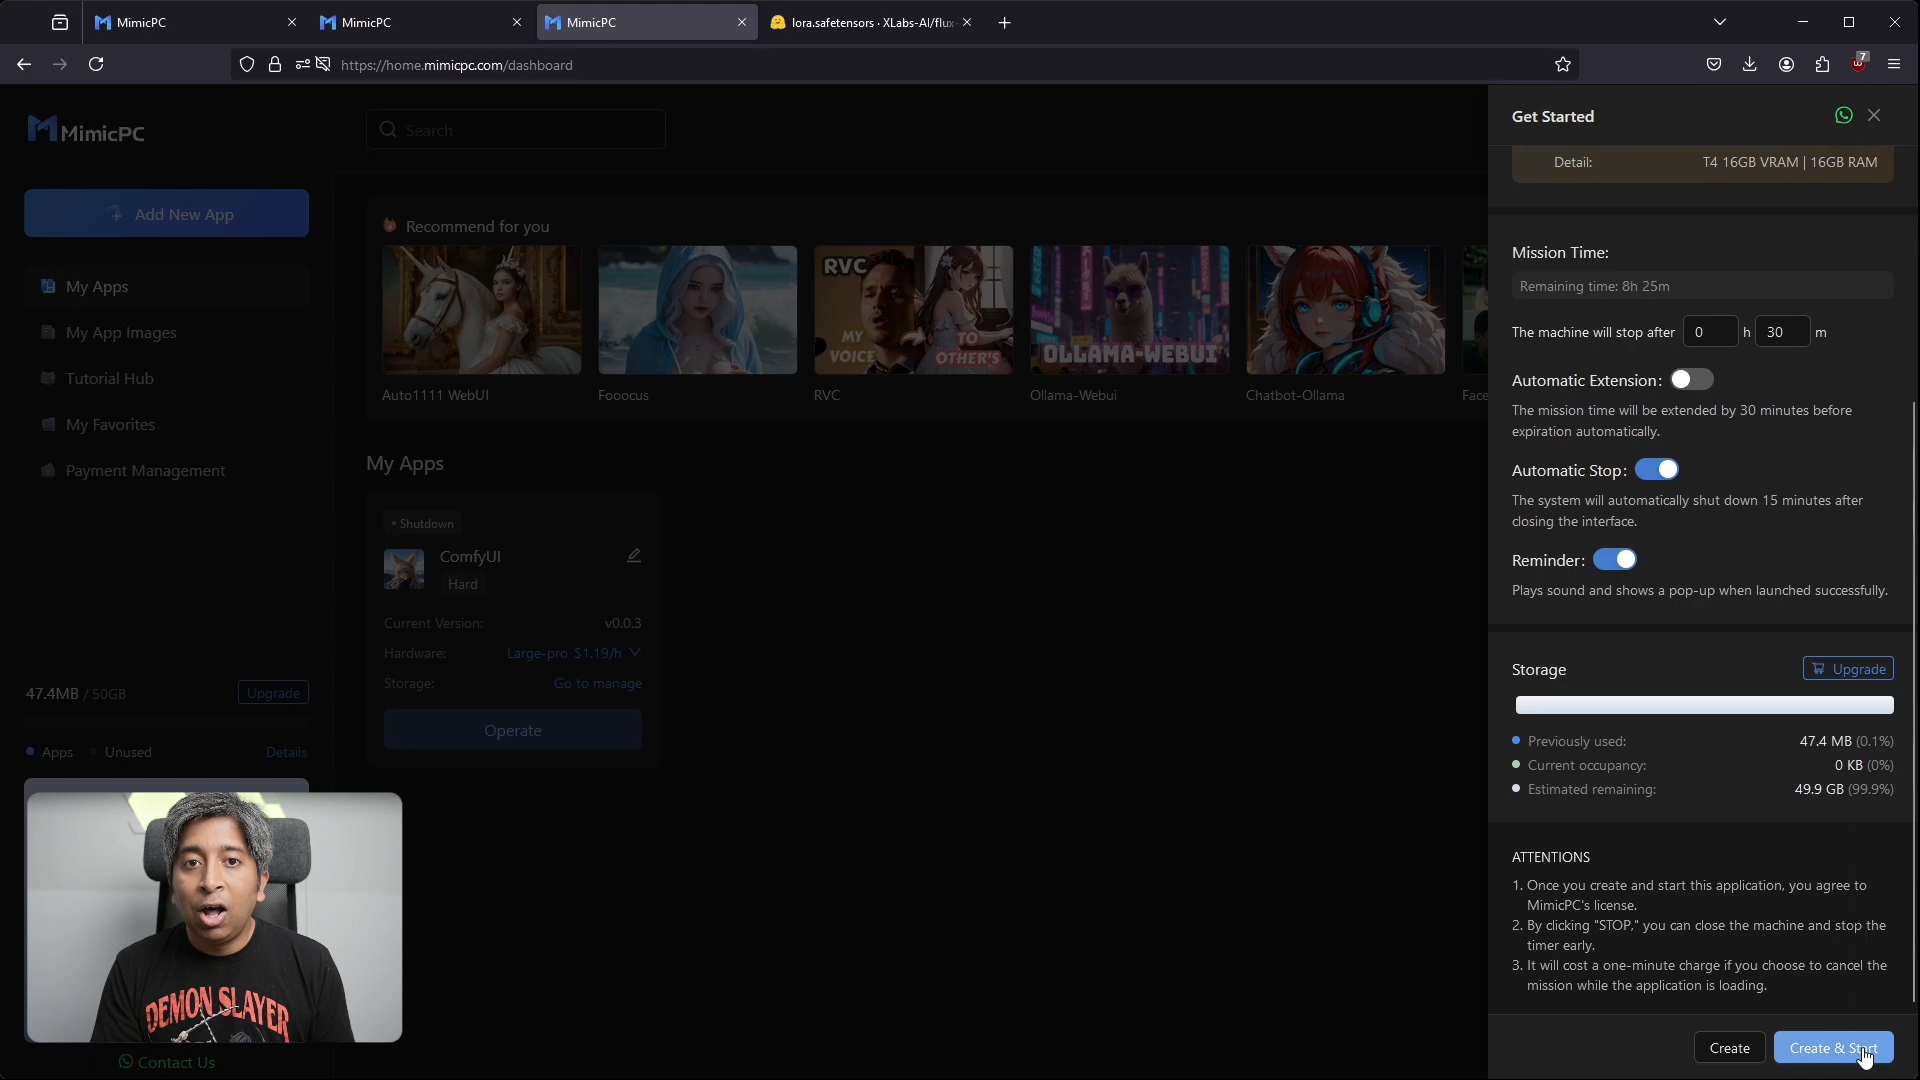 MimicPC
MimicPC
MimicPC
lora.safetensors · XLabs-AI/flux-
https://home.mimicpc.com/dashboard
7
MimicPC
Search
Add New App
My Apps
My App Images
Tutorial Hub
My Favorites
Payment Management
47.4MB / 50GB
Upgrade
Apps
Unused
Details
Contact Us
Recommend for you
RVC
MY VOICE
TO OTHER'S
OLLAMA-WEBUI
Auto1111 WebUI
Fooocus
RVC
Ollama-Webui
Chatbot-Ollama
Face
My Apps
• Shutdown
ComfyUI
Hard
Current Version:
v0.0.3
Hardware:
Large-pro $1.19/h
Storage:
Go to manage
Operate
DEMON SLAYER
Get Started
Detail:
T4 16GB VRAM | 16GB RAM
Mission Time:
Remaining time: 8h 25m
The machine will stop after 0 h 30 m
Automatic Extension:
The mission time will be extended by 30 minutes before
expiration automatically.
Automatic Stop:
The system will automatically shut down 15 minutes after
closing the interface.
Reminder:
Plays sound and shows a pop-up when launched successfully.
Storage
Upgrade
Previously used:
47.4 MB (0.1%)
Current occupancy:
0 KB (0%)
Estimated remaining:
49.9 GB (99.9%)
ATTENTIONS
1. Once you create and start this application, you agree to
MimicPC's license.
2. By clicking "STOP," you can close the machine and stop the
timer early.
3. It will cost a one-minute charge if you choose to cancel the
mission while the application is loading.
Create
Create & Start